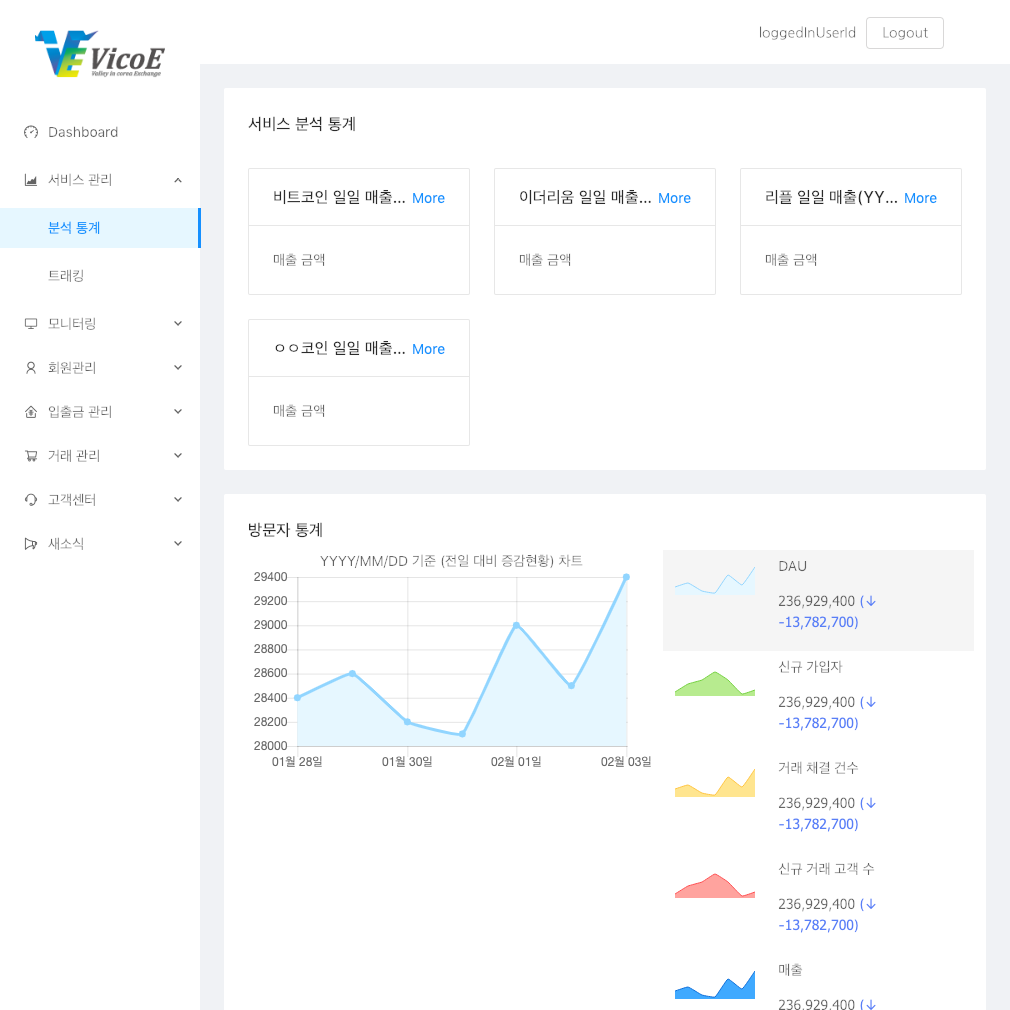 loggedInUserId
Logout
VicoE
Valley in corea Exchange
Dashboard
서비스 관리
분석 통계
트래킹
모니터링
회원관리
입출금 관리
거래 관리
고객센터
새소식
서비스 분석 통계
비트코인 일일 매출... More
매출 금액
이더리움 일일 매출... More
매출 금액
리플 일일 매출(YY... More
매출 금액
ㅇㅇ코인 일일 매출... More
매출 금액
방문자 통계
YYYY/MM/DD 기준 (전일 대비 증감현황) 차트
29400
29200
29000
28800
28600
28400
28200
28000
01월 28일
01월 30일
02월 01일
02월 03일
DAU
236,929,400 (↓
-13,782,700)
신규 가입자
236,929,400 (↓
-13,782,700)
거래 채결 건수
236,929,400 (↓
-13,782,700)
신규 거래 고객 수
236,929,400 (↓
-13,782,700)
매출
236,929,400 (↓